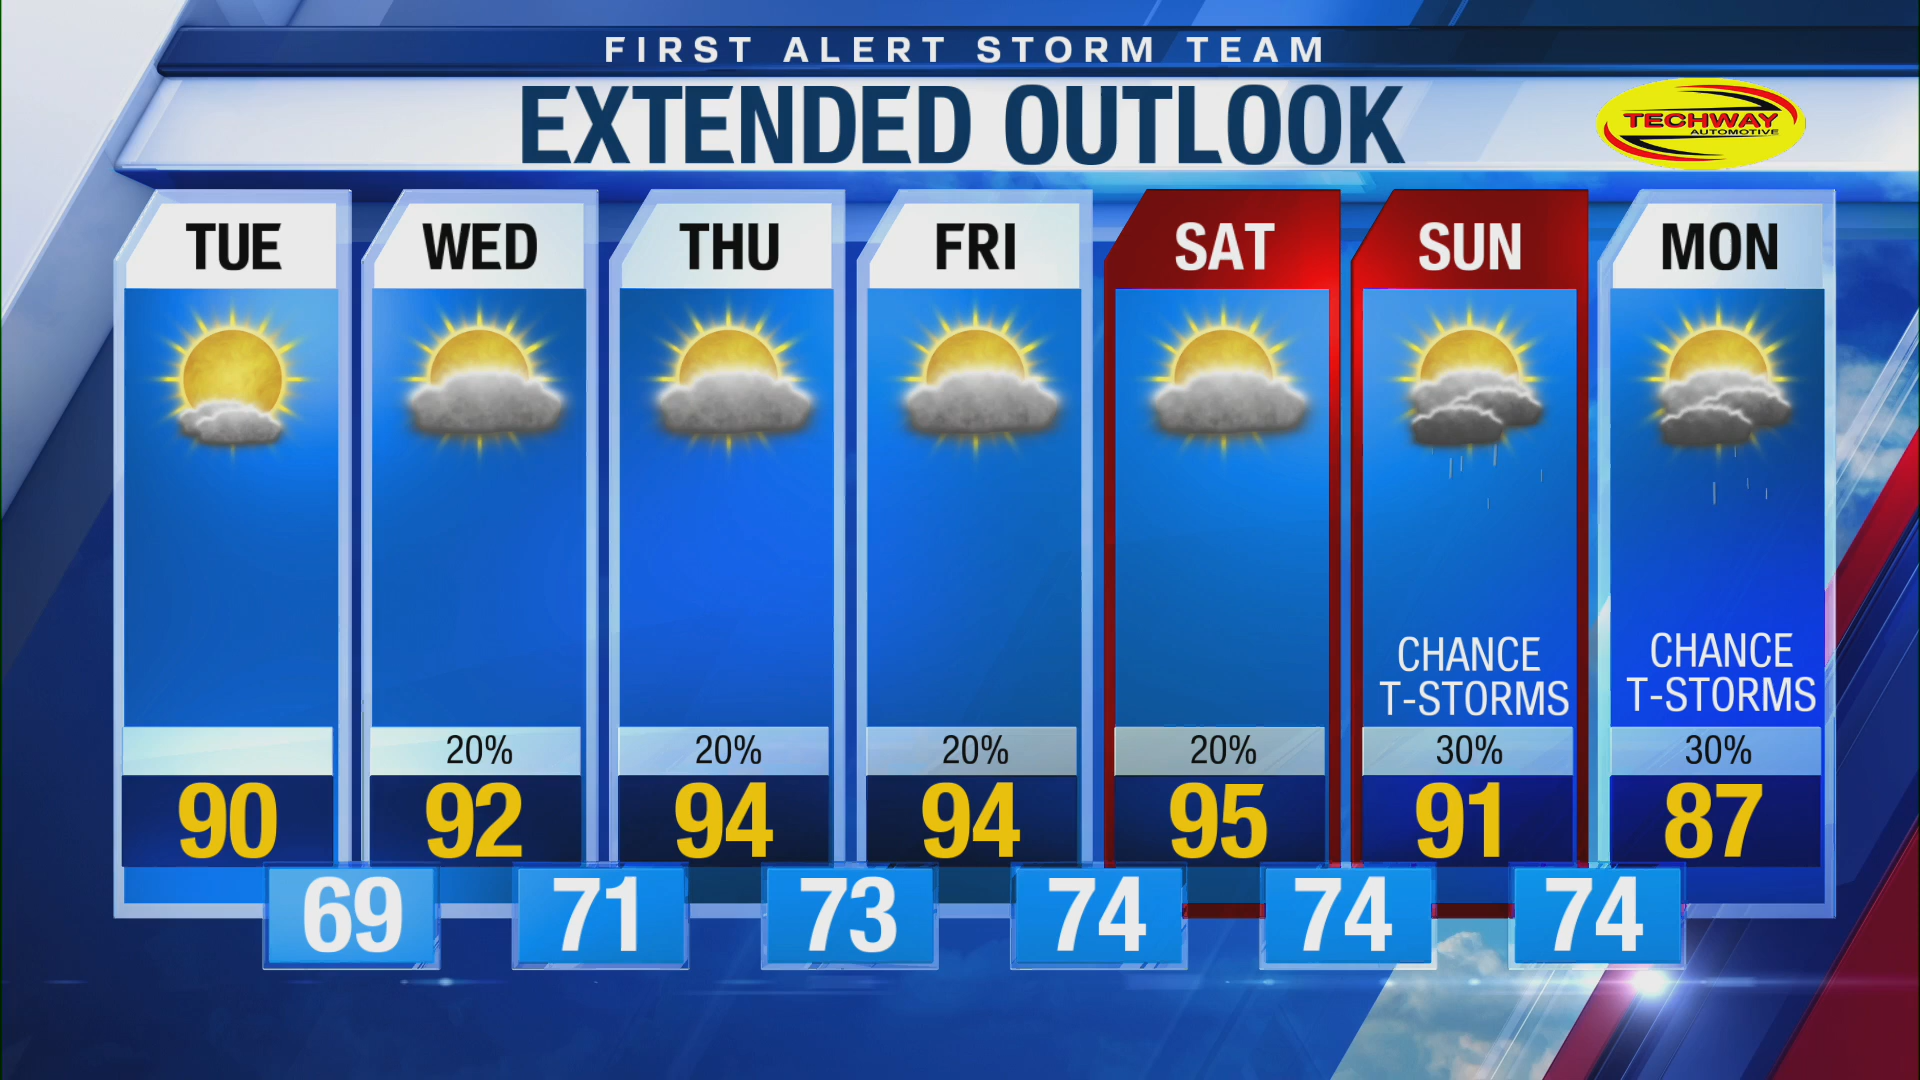 FIRST ALERT STORM TEAM
EXTENDED OUTLOOK
TECHWAY
AUTOMOTIVE
TUE
WED
THU
FRI
SAT
SUN
MON
CHANCE
T-STORMS
CHANCE
T-STORMS
20%
20%
20%
20%
30%
30%
90
92
94
94
95
91
87
69
71
73
74
74
74